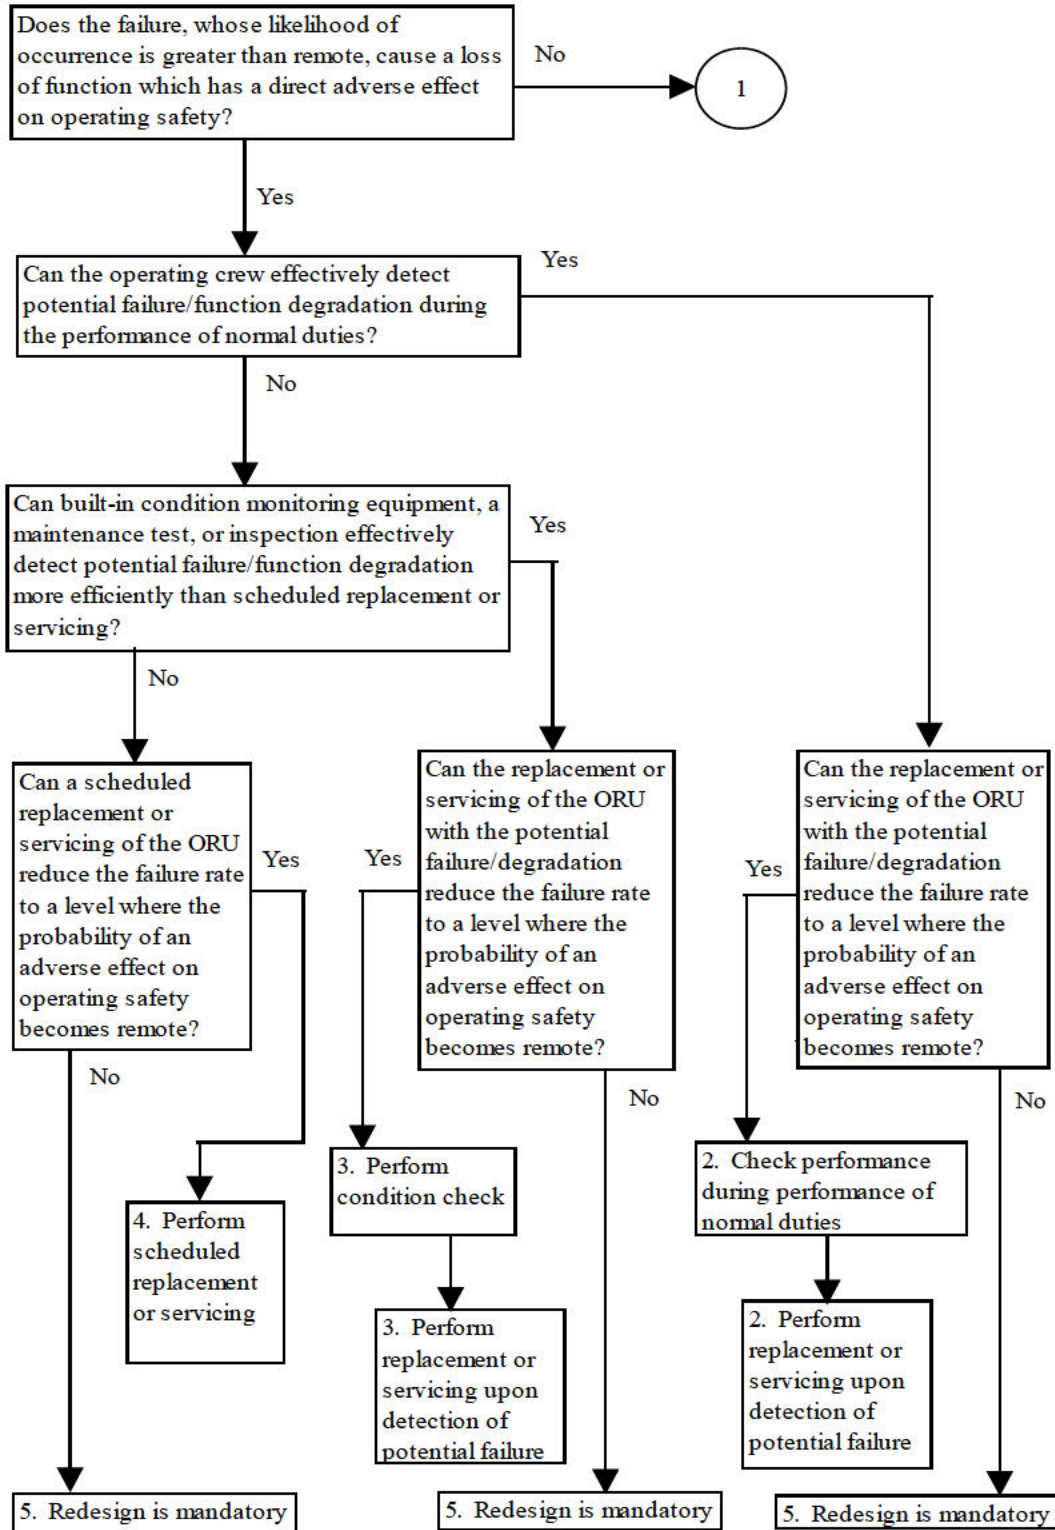 Does the failure, whose likelihood of
occurrence is greater than remote, cause a loss
of function which has a direct adverse effect
on operating safety?
No
1
Yes
Can the operating crew effectively detect
potential failure/function degradation during
the performance of normal duties?
Yes
No
Can built-in condition monitoring equipment, a
maintenance test, or inspection effectively
detect potential failure/function degradation
more efficiently than scheduled replacement or
servicing?
Yes
No
Can a scheduled
replacement or
servicing of the ORU
reduce the failure rate
to a level where the
probability of an
adverse effect on
operating safety
becomes remote?
Yes
No
Can the replacement or
servicing of the ORU
with the potential
failure/degradation
reduce the failure rate
to a level where the
probability of an
adverse effect on
operating safety
becomes remote?
Yes
No
Can the replacement or
servicing of the ORU
with the potential
failure/degradation
reduce the failure rate
to a level where the
probability of an
adverse effect on
operating safety
becomes remote?
Yes
No
4. Perform
scheduled
replacement
or servicing
3. Perform
condition check
3. Perform
replacement or
servicing upon
detection of
potential failure
2. Check performance
during performance of
normal duties
2. Perform
replacement or
servicing upon
detection of
potential failure
5. Redesign is mandatory
5. Redesign is mandatory
5. Redesign is mandatory